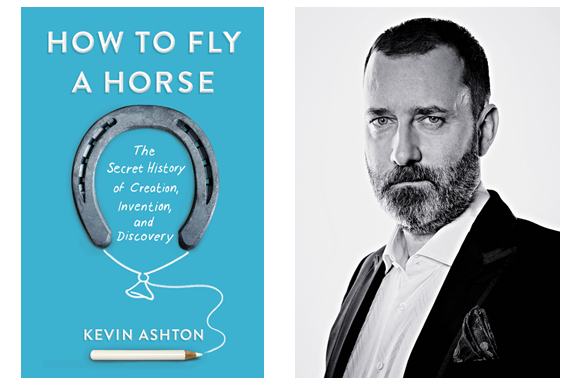 HOW TO FLY
A HORSE
The
Secret History
of Creation,
Invention,
and
Discovery
KEVIN ASHTON